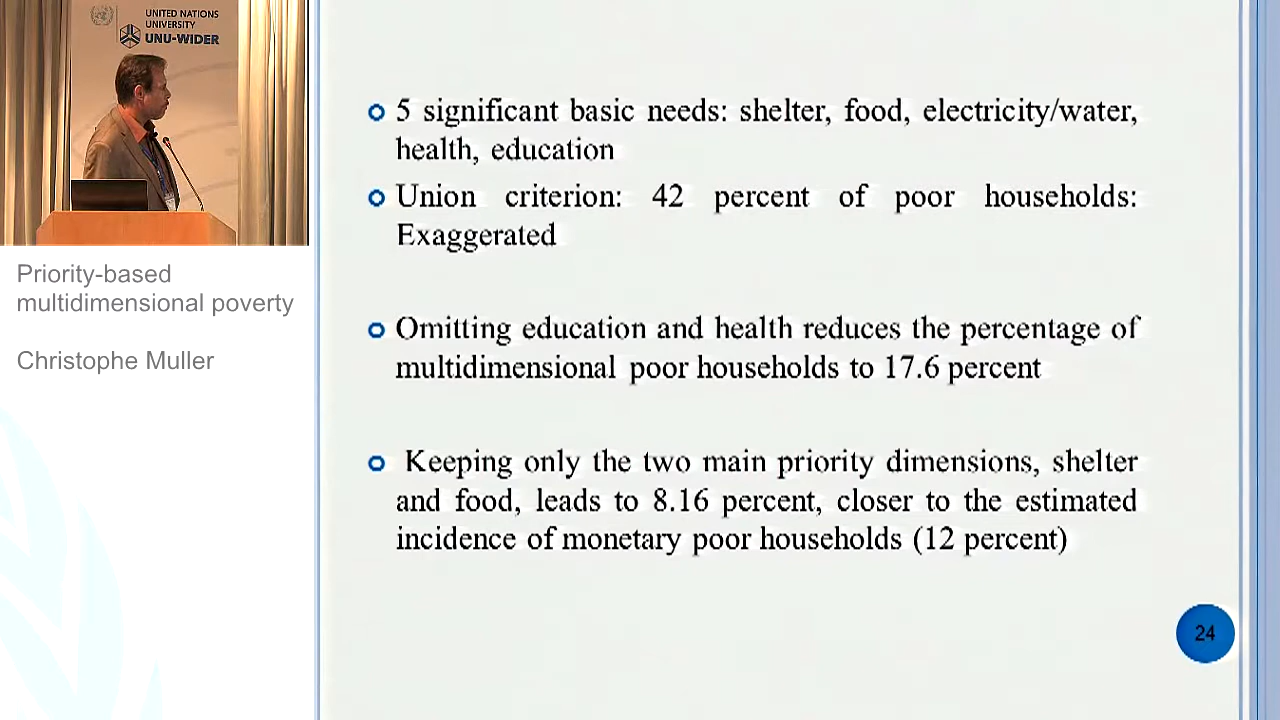 UNITED NATIONS
UNIVERSITY
UNU-WIDER
Priority-based
multidimensional poverty
Christophe Muller
5 significant basic needs: shelter, food, electricity/water,
health, education
Union criterion: 42 percent of poor households:
Exaggerated
Omitting education and health reduces the percentage of
multidimensional poor households to 17.6 percent
Keeping only the two main priority dimensions, shelter
and food, leads to 8.16 percent, closer to the estimated
incidence of monetary poor households (12 percent)
24